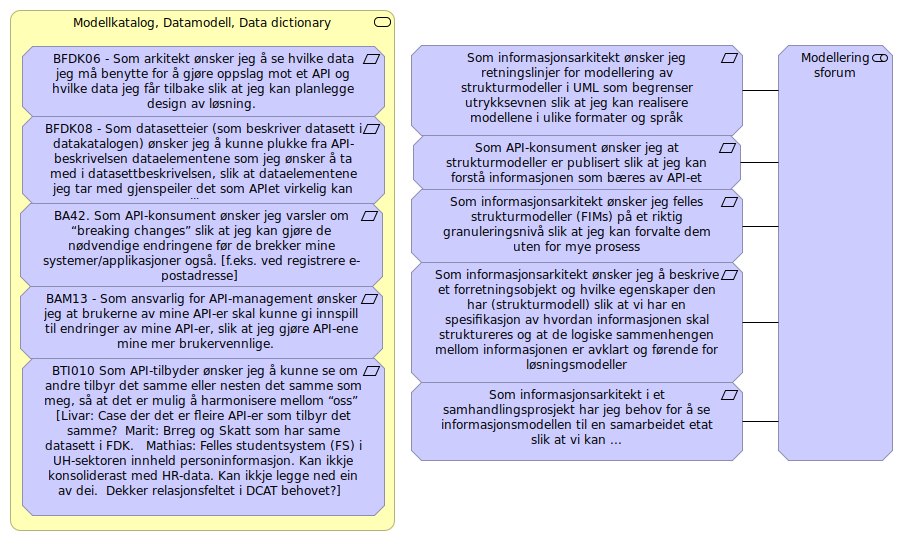 Modellkatalog, Datamodell, Data dictionary
BFDK06 - Som arkitekt ønsker jeg å se hvilke data
jeg må benytte for å gjøre oppslag mot et API og
hvilke data jeg får tilbake slik at jeg kan planlegge
design av løsning.
BFDK08 - Som datasetteier (som beskriver datasett i
datakatalogen) ønsker jeg å kunne plukke fra API-
beskrivelsen dataelementene som jeg ønsker å ta
med i datasettbeskrivelsen, slik at dataelementene
jeg tar med gjenspeiler det som APIet virkelig kan
...
BA42. Som API-konsument ønsker jeg varsler om
“breaking changes” slik at jeg kan gjøre de
nødvendige endringene før de brekker mine
systemer/applikasjoner også. [f.eks. ved registrere e-
postadresse]
BAM13 - Som ansvarlig for API-management ønsker
jeg at brukerne av mine API-er skal kunne gi innspill
til endringer av mine API-er, slik at jeg gjøre API-ene
mine mer brukervennlige.
BTI010 Som API-tilbyder ønsker jeg å kunne se om
andre tilbyr det samme eller nesten det samme som
meg, så at det er mulig å harmonisere mellom “oss”
[Livar: Case der det er fleire API-er som tilbyr det
samme?  Marit: Brreg og Skatt som har same
datasett i FDK.   Mathias: Felles studentsystem (FS) i
UH-sektoren innheld personinformasjon. Kan ikkje
konsoliderast med HR-data. Kan ikkje legge ned ein
av dei.  Dekker relasjonsfeltet i DCAT behovet?]
Som informasjonsarkitekt ønsker jeg
retningslinjer for modellering av
strukturmodeller i UML som begrenser
utrykksevnen slik at jeg kan realisere
modellene i ulike formater og språk
Som API-konsument ønsker jeg at
strukturmodeller er publisert slik at jeg kan
forstå informasjonen som bæres av API-et
Som informasjonsarkitekt ønsker jeg felles
strukturmodeller (FIMs) på et riktig
granuleringsnivå slik at jeg kan forvalte dem
uten for mye prosess
Som informasjonsarkitekt ønsker jeg å beskrive
et forretningsobjekt og hvilke egenskaper den
har (strukturmodell) slik at vi har en
spesifikasjon av hvordan informasjonen skal
struktureres og at de logiske sammenhengen
mellom informasjonen er avklart og førende for
løsningsmodeller
Som informasjonsarkitekt i et
samhandlingsprosjekt har jeg behov for å se
informasjonsmodellen til en samarbeidet etat
slik at vi kan ...
Modellering
sforum